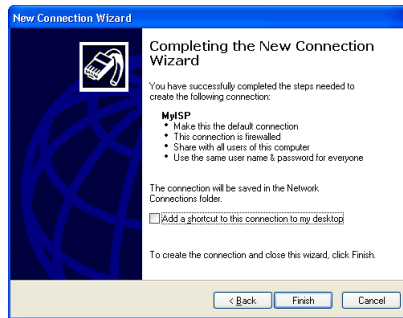 New Connection Wizard
Completing the New Connection
Wizard
You have successfully completed the steps needed to
create the following connection:
MyISP
• Make this the default connection
• This connection is firewalled
• Share with all users of this computer
• Use the same user name & password for everyone
The connection will be saved in the Network
Connections folder.
Add a shortcut to this connection to my desktop
To create the connection and close this wizard, click Finish.
< Back Finish Cancel